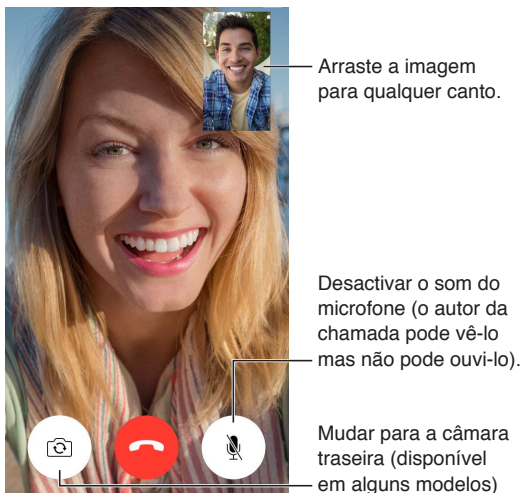 Arraste a imagem
para qualquer canto.
Desactivar o som do
microfone (o autor da
chamada pode vê-lo
mas não pode ouvi-lo).
Mudar para a câmara
traseira (disponível
em alguns modelos)